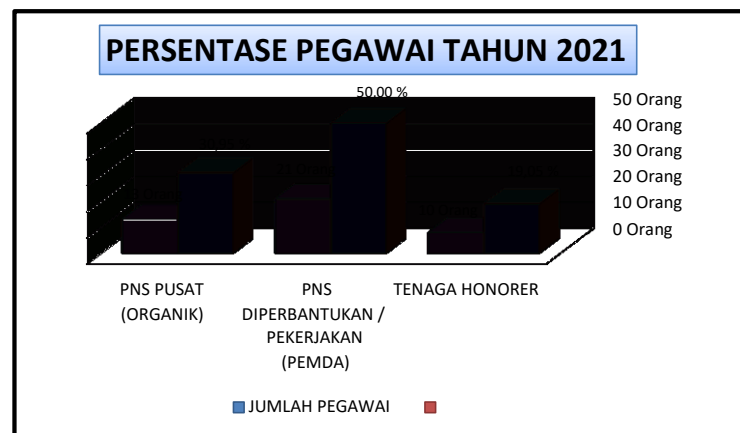 PERSENTASE PEGAWAI TAHUN 2021
50,00 %
50 Orang
40 Orang
30 Orang
20 Orang
10 Orang
0 Orang
PNS PUSAT
(ORGANIK)
PNS
DIPERBANTUKAN /
PEKERJAKAN
(PEMDA)
TENAGA HONORER
JUMLAH PEGAWAI